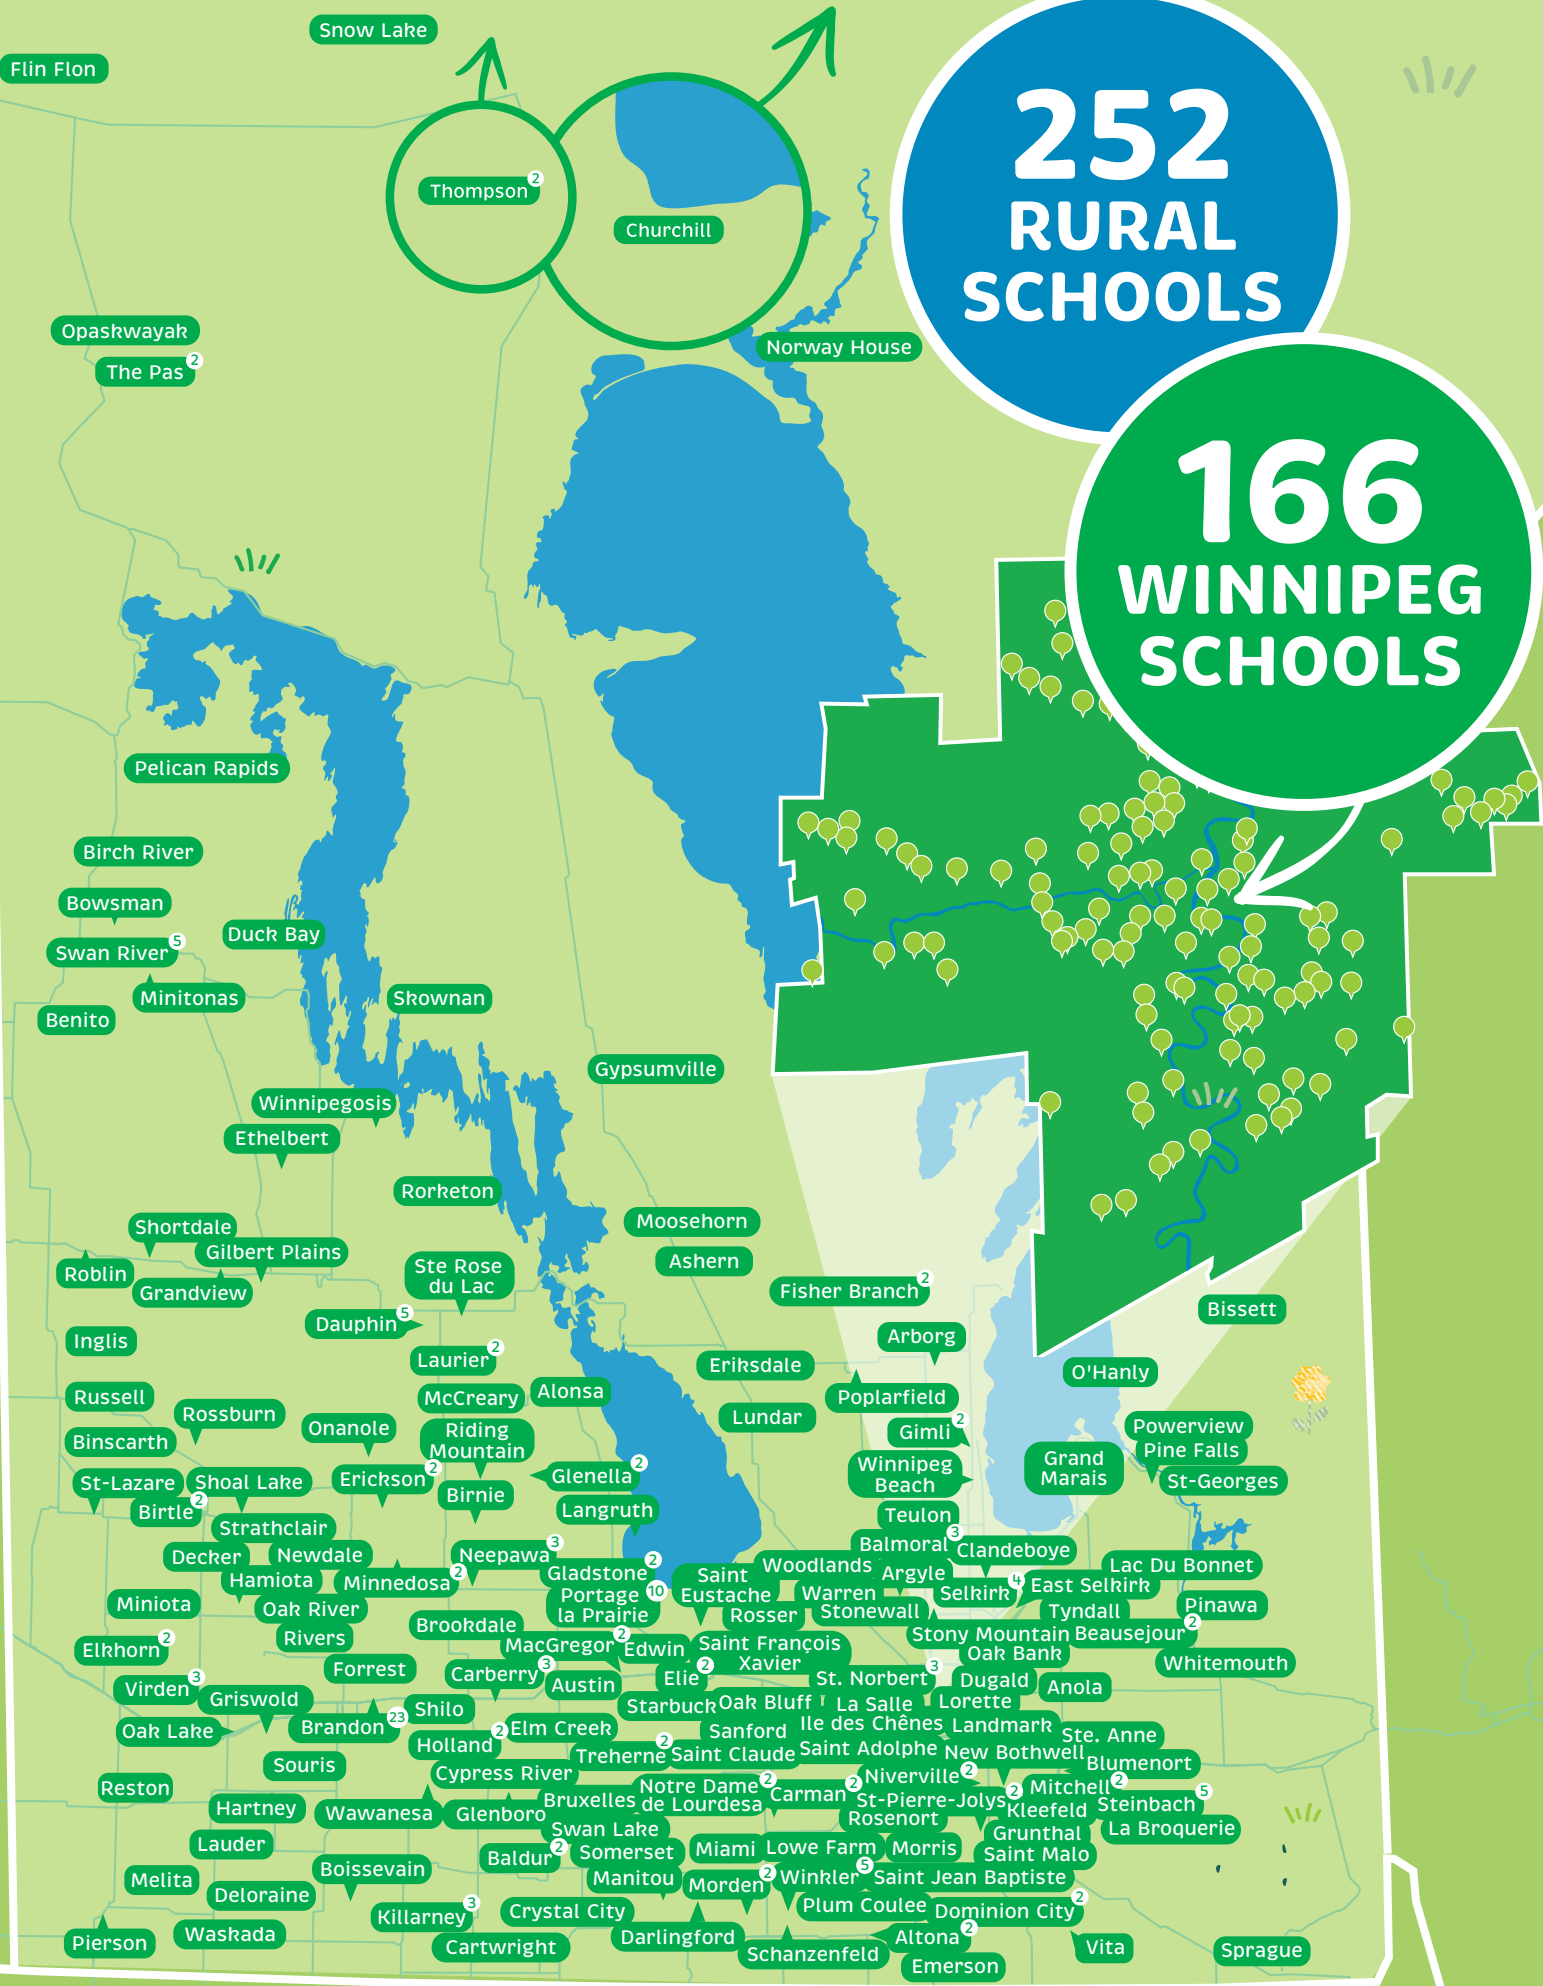 Snow Lake
Flin Flon
252
RURAL
SCHOOLS
Thompson 2
Churchill
Opaskwayak
The Pas 2
Norway House
166
WINNIPEG
SCHOOLS
Pelican Rapids
Birch River
Bowsman
Duck Bay
Swan River 5
Minitonas
Skownan
Benito
Gypsumville
Winnipegosis
Ethelbert
Rorketon
Moosehorn
Shortdale
Gilbert Plains
Ashern
Roblin
Grandview
Ste Rose
du Lac
Fisher Branch 2
Bissett
Dauphin 5
Inglis
Arborg
Laurier 2
Eriksdale
O'Hanly
Russell
McCreary
Alonsa
Poplarfield
Rossburn
Onanole
Lundar
Gimli 2
Powerview
Binscarth
Riding
Mountain
Pine Falls
Winnipeg
Beach
Grand
Marais
St-Lazare
Shoal Lake
Erickson 2
Glenella 2
St-Georges
Birtle 2
Birnie
Langruth
Teulon
Strathclair
Balmoral 3
Clandeboye
Decker
Newdale
Neepawa 3
Gladstone 2
Woodlands
Argyle
Lac Du Bonnet
Hamiota
Minnedosa 2
Saint
Eustache
Portage
la Prairie 10
Warren
Selkirk 4
East Selkirk
Miniota
Oak River
Rosser
Stonewall
Tyndall
Pinawa
Brookdale
Rivers
Stony Mountain
Beausejour 2
Elkhorn 2
MacGregor 2
Edwin
Saint François
Xavier
Oak Bank
Whitemouth
Forrest
Carberry 3
Austin
Elie 2
St. Norbert 3
Dugald
Anola
Virden 3
Griswold
Shilo
Starbuck
Oak Bluff
La Salle
Lorette
Oak Lake
Brandon 23
Elm Creek
Sanford
Ile des Chênes
Landmark
Ste. Anne
Holland 2
Treherne 2
Saint Claude
Saint Adolphe
New Bothwell
Blumenort
Souris
Cypress River
Niverville 2
Reston
Notre Dame
de Lourdesa 2
Carman 2
Mitchell 2
Hartney
Wawanesa
Glenboro
Bruxelles
St-Pierre-Jolys 2
Kleefeld
Steinbach 5
Rosenort
Swan Lake
Grunthal
La Broquerie
Lauder
Baldur 2
Somerset
Miami
Lowe Farm
Morris
Saint Malo
Melita
Boissevain
Manitou
Morden 2
Winkler 5
Saint Jean Baptiste
Deloraine
Killarney 3
Crystal City
Plum Coulee
Dominion City 2
Pierson
Waskada
Cartwright
Darlingford
Schanzenfeld
Altona 2
Vita
Sprague
Emerson